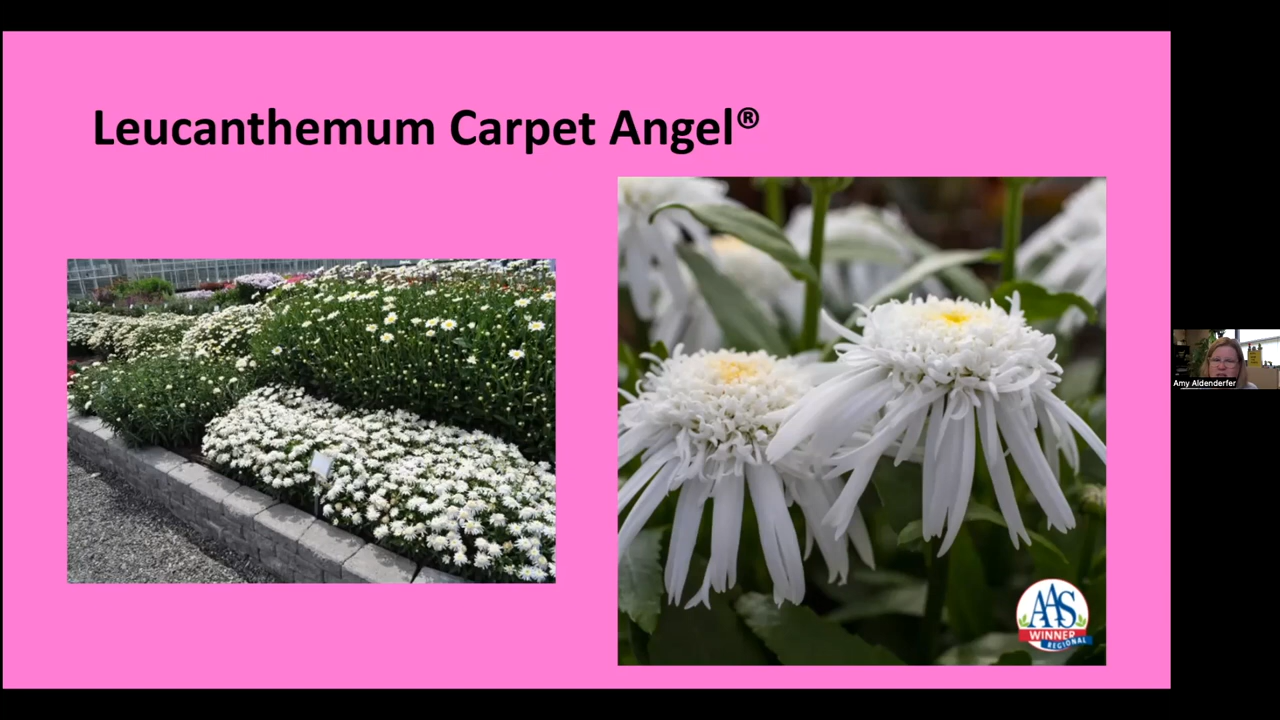 Leucanthemum Carpet Angel®
AAS
WINNER
REGIONAL
Amy Aldenderfer